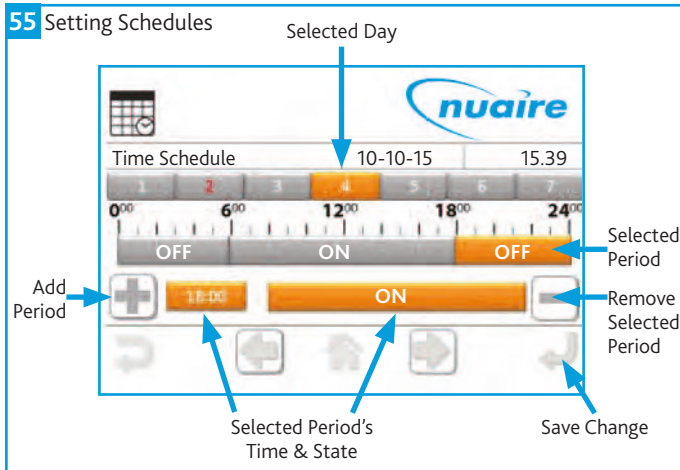 55 Setting Schedules
Selected Day
nuaire
Time Schedule 10-10-15 15.39
1 2 3 4 5 6 7
0⁰⁰ 6⁰⁰ 12⁰⁰ 18⁰⁰ 24⁰⁰
OFF ON OFF
Selected
Period
Add
Period
18:00 ON
Remove
Selected
Period
Selected Period's
Time & State
Save Change